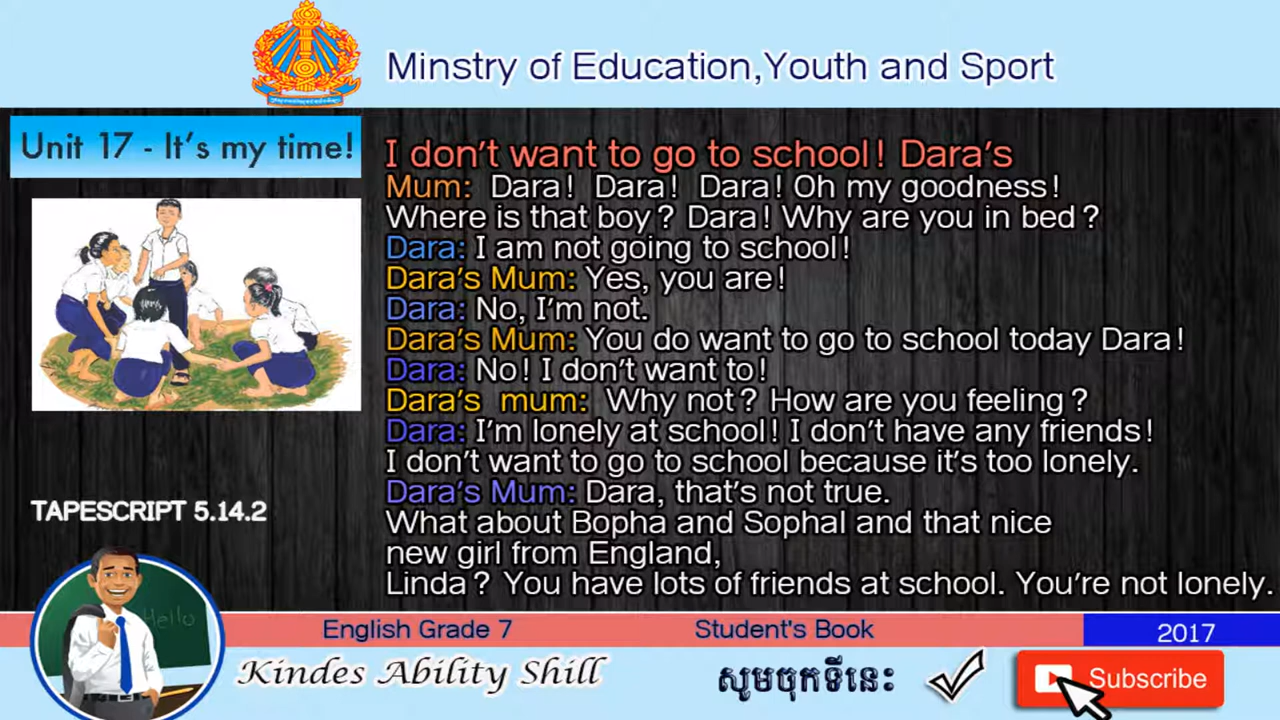 Minstry of Education,Youth and Sport
Unit 17 - It's my time!
I don't want to go to school! Dara's
Mum: Dara! Dara! Dara! Oh my goodness!
Where is that boy? Dara! Why are you in bed?
Dara: I am not going to school!
Dara's Mum: Yes, you are!
Dara: No, I'm not.
Dara's Mum: You do want to go to school today Dara!
Dara: No! I don't want to!
Dara's mum: Why not? How are you feeling?
Dara: I'm lonely at school! I don't have any friends!
I don't want to go to school because it's too lonely.
Dara's Mum: Dara, that's not true.
What about Bopha and Sophal and that nice
new girl from England,
Linda? You have lots of friends at school. You're not lonely.
TAPESCRIPT 5.14.2
Hello
English Grade 7
Student's Book
2017
Kindes Ability Shill
សូមចុកទីនេះ
Subscribe